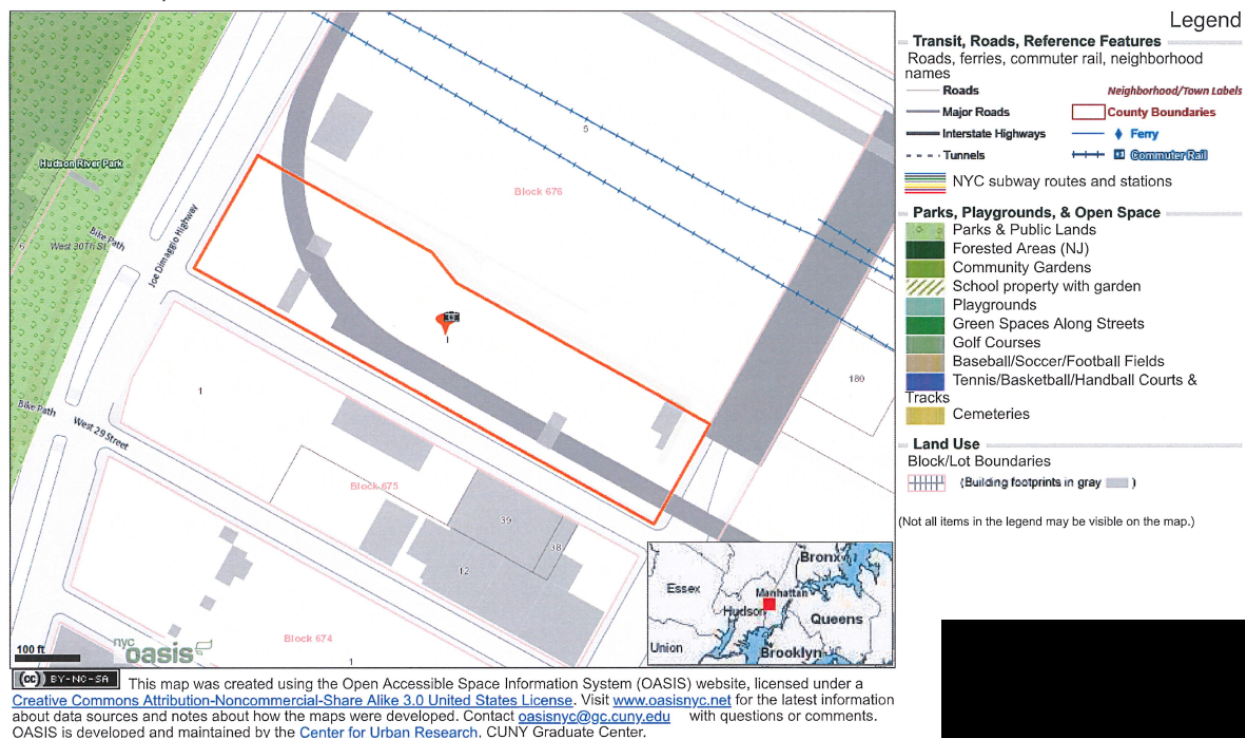 Legend
Transit, Roads, Reference Features
Roads, ferries, commuter rail, neighborhood
names
Roads
Neighborhood/Town Labels
Major Roads
County Boundaries
Interstate Highways
Ferry
Tunnels
Commuter Rail
NYC subway routes and stations
Parks, Playgrounds, & Open Space
Parks & Public Lands
Forested Areas (NJ)
Community Gardens
School property with garden
Playgrounds
Green Spaces Along Streets
Golf Courses
Baseball/Soccer/Football Fields
Tennis/Basketball/Handball Courts &
Tracks
Cemeteries
Land Use
Block/Lot Boundaries
(Building footprints in gray )
(Not all items in the legend may be visible on the map.)
5
Hudson River Park
Block 676
6
West 30Th St
Bike Path
Joe Dimaggio Highway
1
180
1
Bike Path
West 29 Street
Block 675
39
38
12
Block 674
1
100 ft
nyc
oasis
Bronx
Essex
Manhattan
Hudson
Queens
Union
Brooklyn
(cc) BY-NC-SA This map was created using the Open Accessible Space Information System (OASIS) website, licensed under a
Creative Commons Attribution-Noncommercial-Share Alike 3.0 United States License. Visit www.oasisnyc.net for the latest information
about data sources and notes about how the maps were developed. Contact oasisnyc@gc.cuny.edu with questions or comments.
OASIS is developed and maintained by the Center for Urban Research, CUNY Graduate Center.